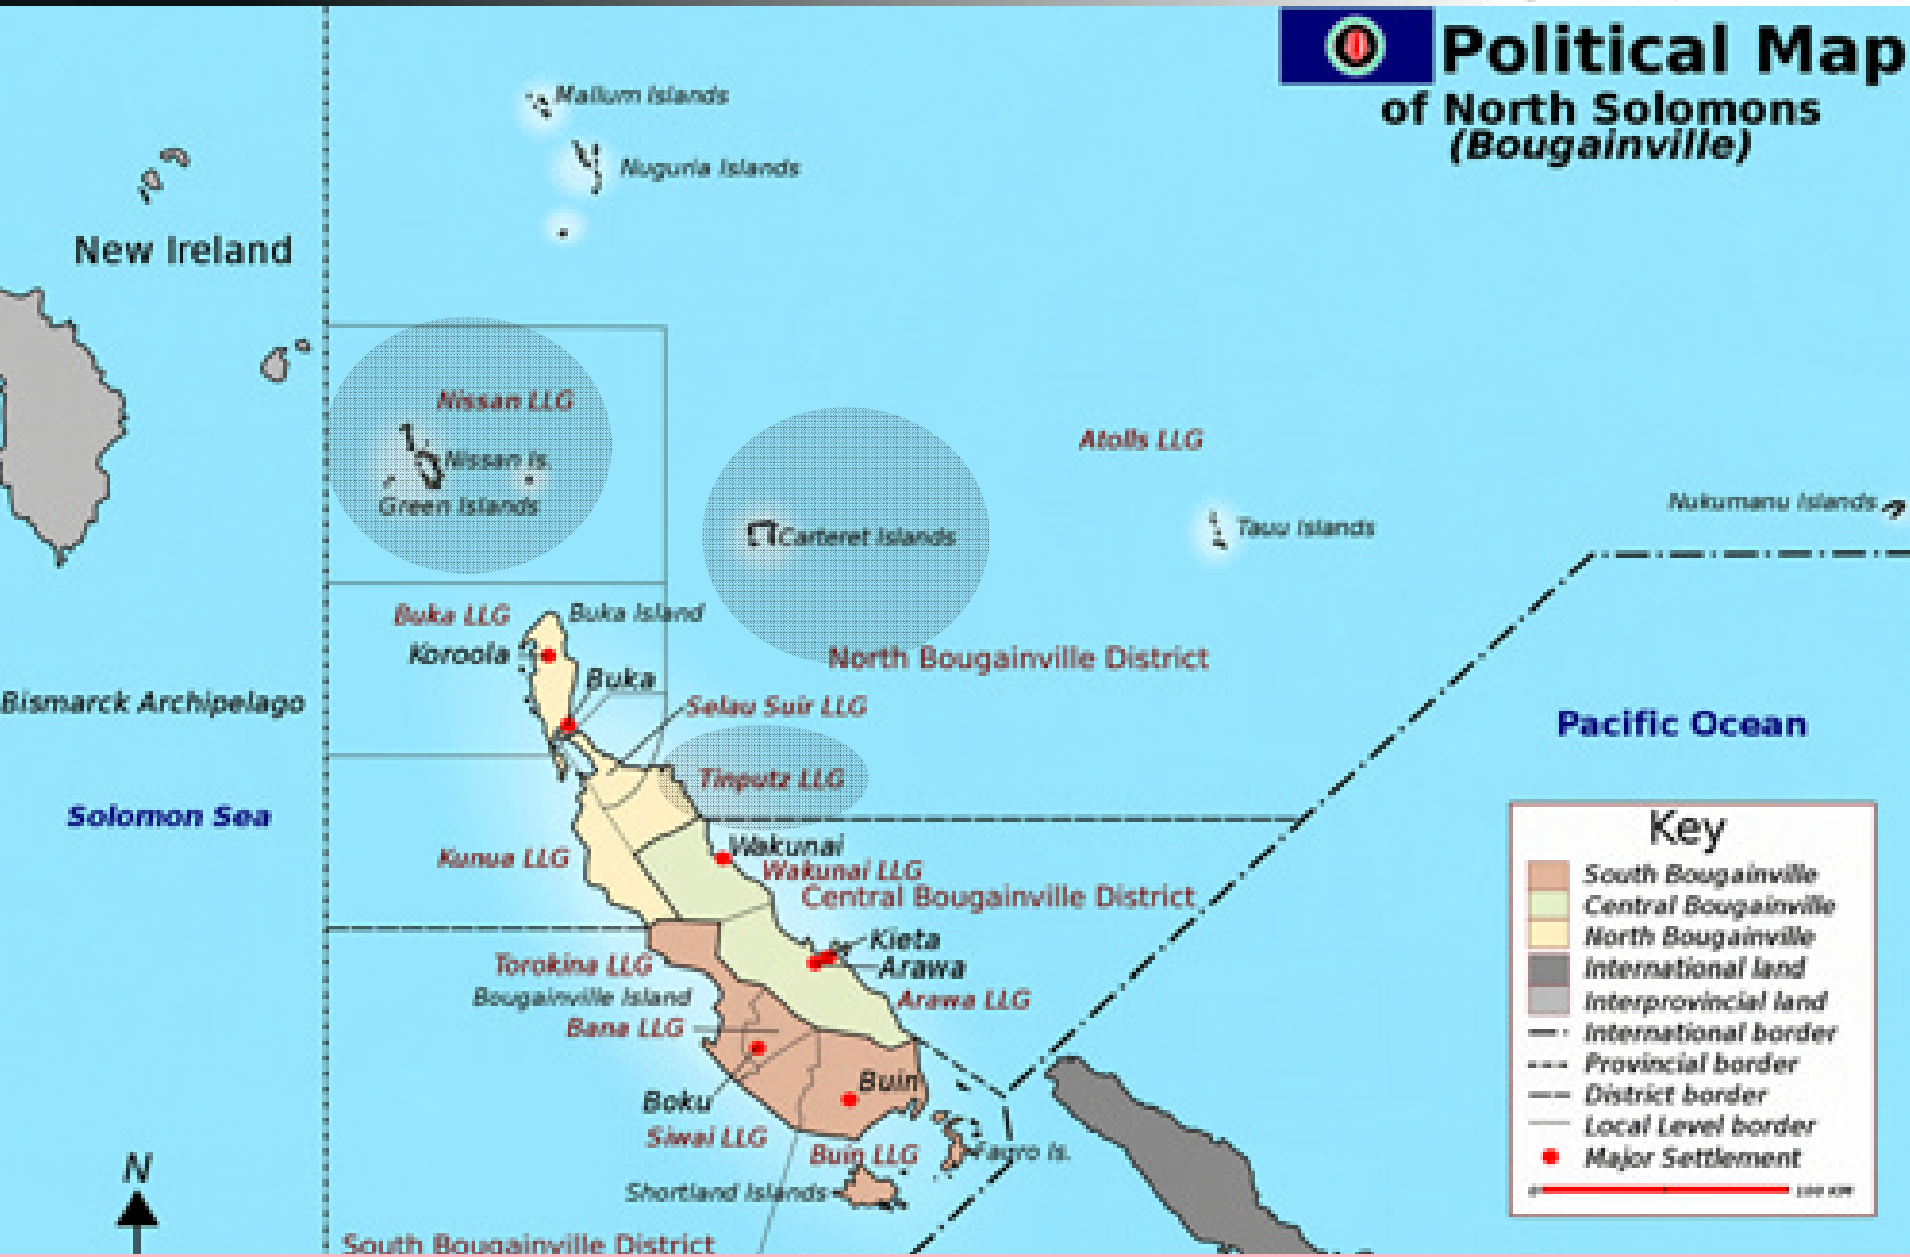 Political Map
of North Solomons
(Bougainville)
Mallum Islands
Nuguria Islands
New Ireland
Nissan LLG
Nissan Is.
Green Islands
Carteret Islands
Atolls LLG
Tauu Islands
Nukumanu Islands
Buka LLG
Buka Island
Koroola
Buka
North Bougainville District
Bismarck Archipelago
Selau Suir LLG
Pacific Ocean
Tinputz LLG
Solomon Sea
Kunua LLG
Wakunai
Wakunai LLG
Central Bougainville District
Kieta
Arawa
Torokina LLG
Bougainville Island
Arawa LLG
Bana LLG
Buin
Boku
Siwai LLG
Buin LLG
Fauro Is.
Shortland Islands
South Bougainville District
N
Key
South Bougainville
Central Bougainville
North Bougainville
International land
Interprovincial land
International border
Provincial border
District border
Local Level border
Major Settlement
0 100 KM